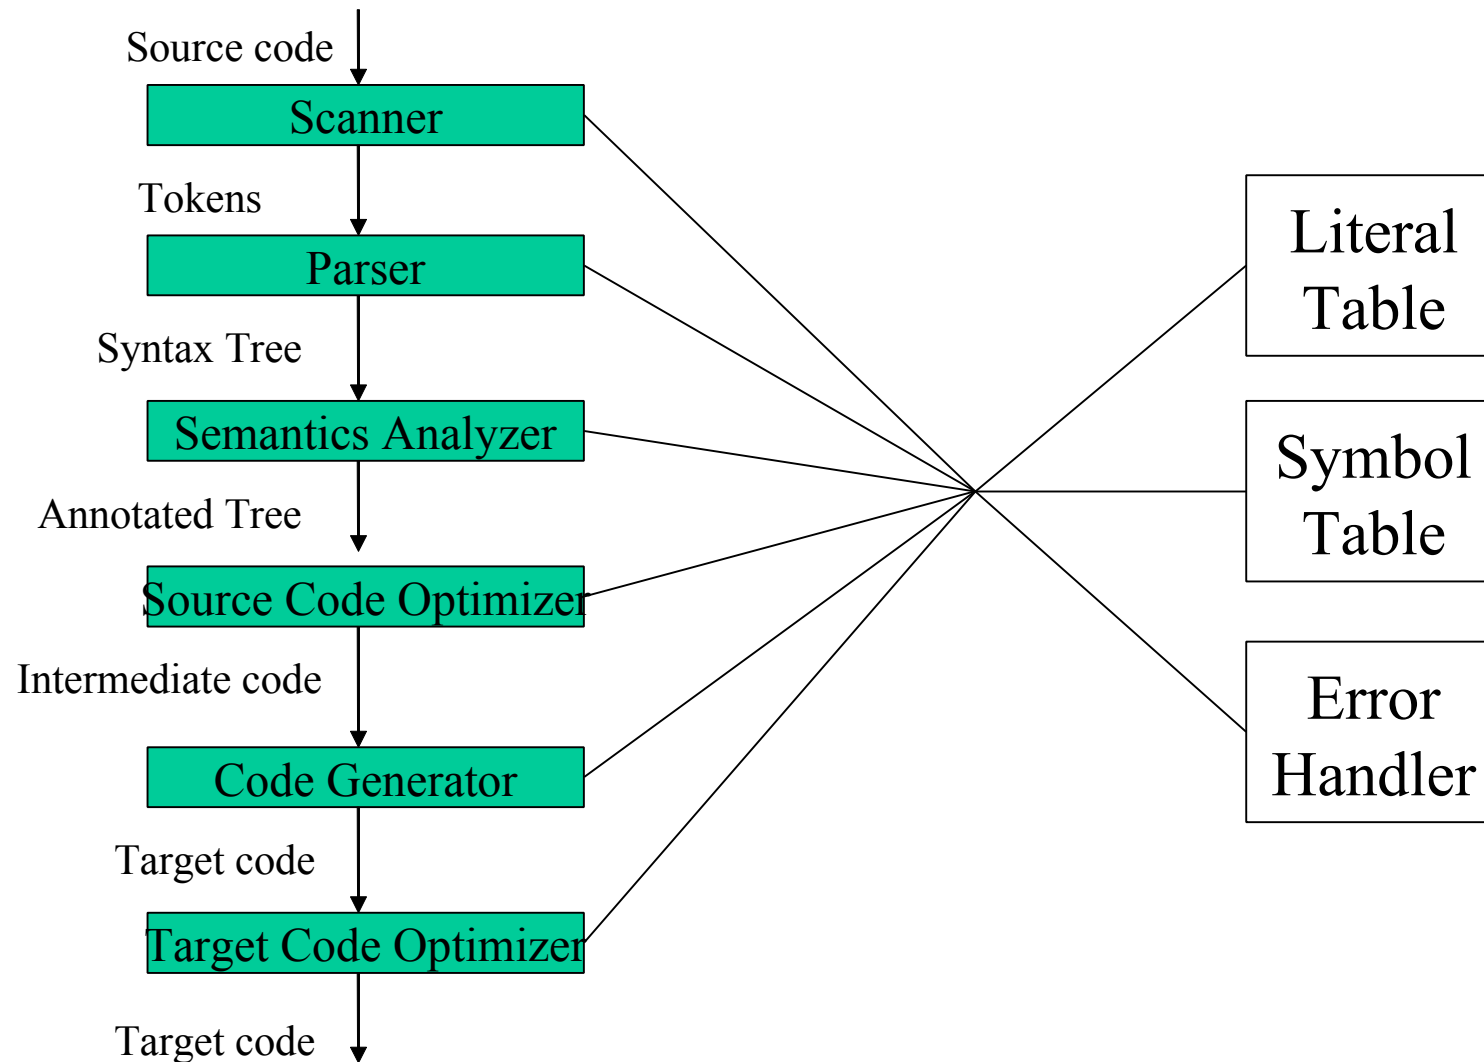 Source code
Scanner
Tokens
Parser
Syntax Tree
Semantics Analyzer
Annotated Tree
Source Code Optimizer
Intermediate code
Code Generator
Target code
Target Code Optimizer
Target code
Literal
Table
Symbol
Table
Error
Handler